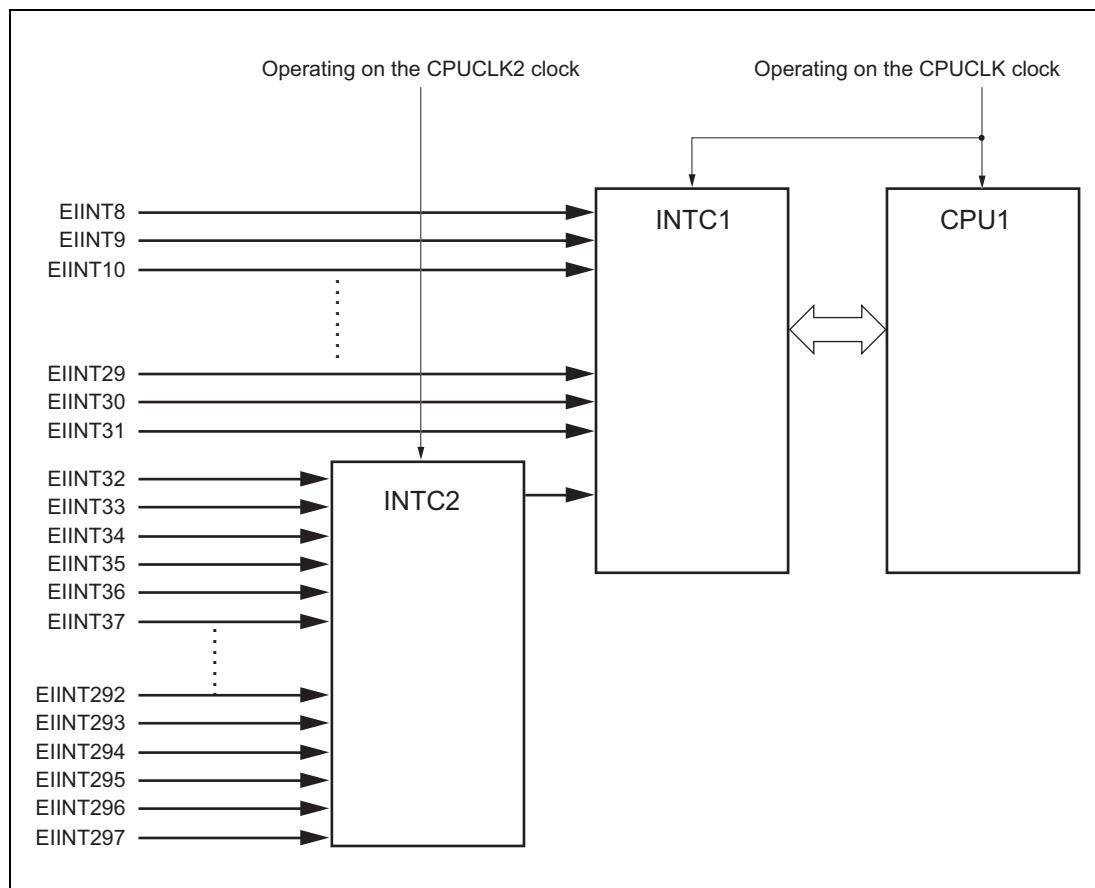 Operating on the CPUCLK2 clock
Operating on the CPUCLK clock
EIINT8
EIINT9
EIINT10
EIINT29
EIINT30
EIINT31
INTC1
CPU1
EIINT32
EIINT33
EIINT34
EIINT35
EIINT36
EIINT37
EIINT292
EIINT293
EIINT294
EIINT295
EIINT296
EIINT297
INTC2